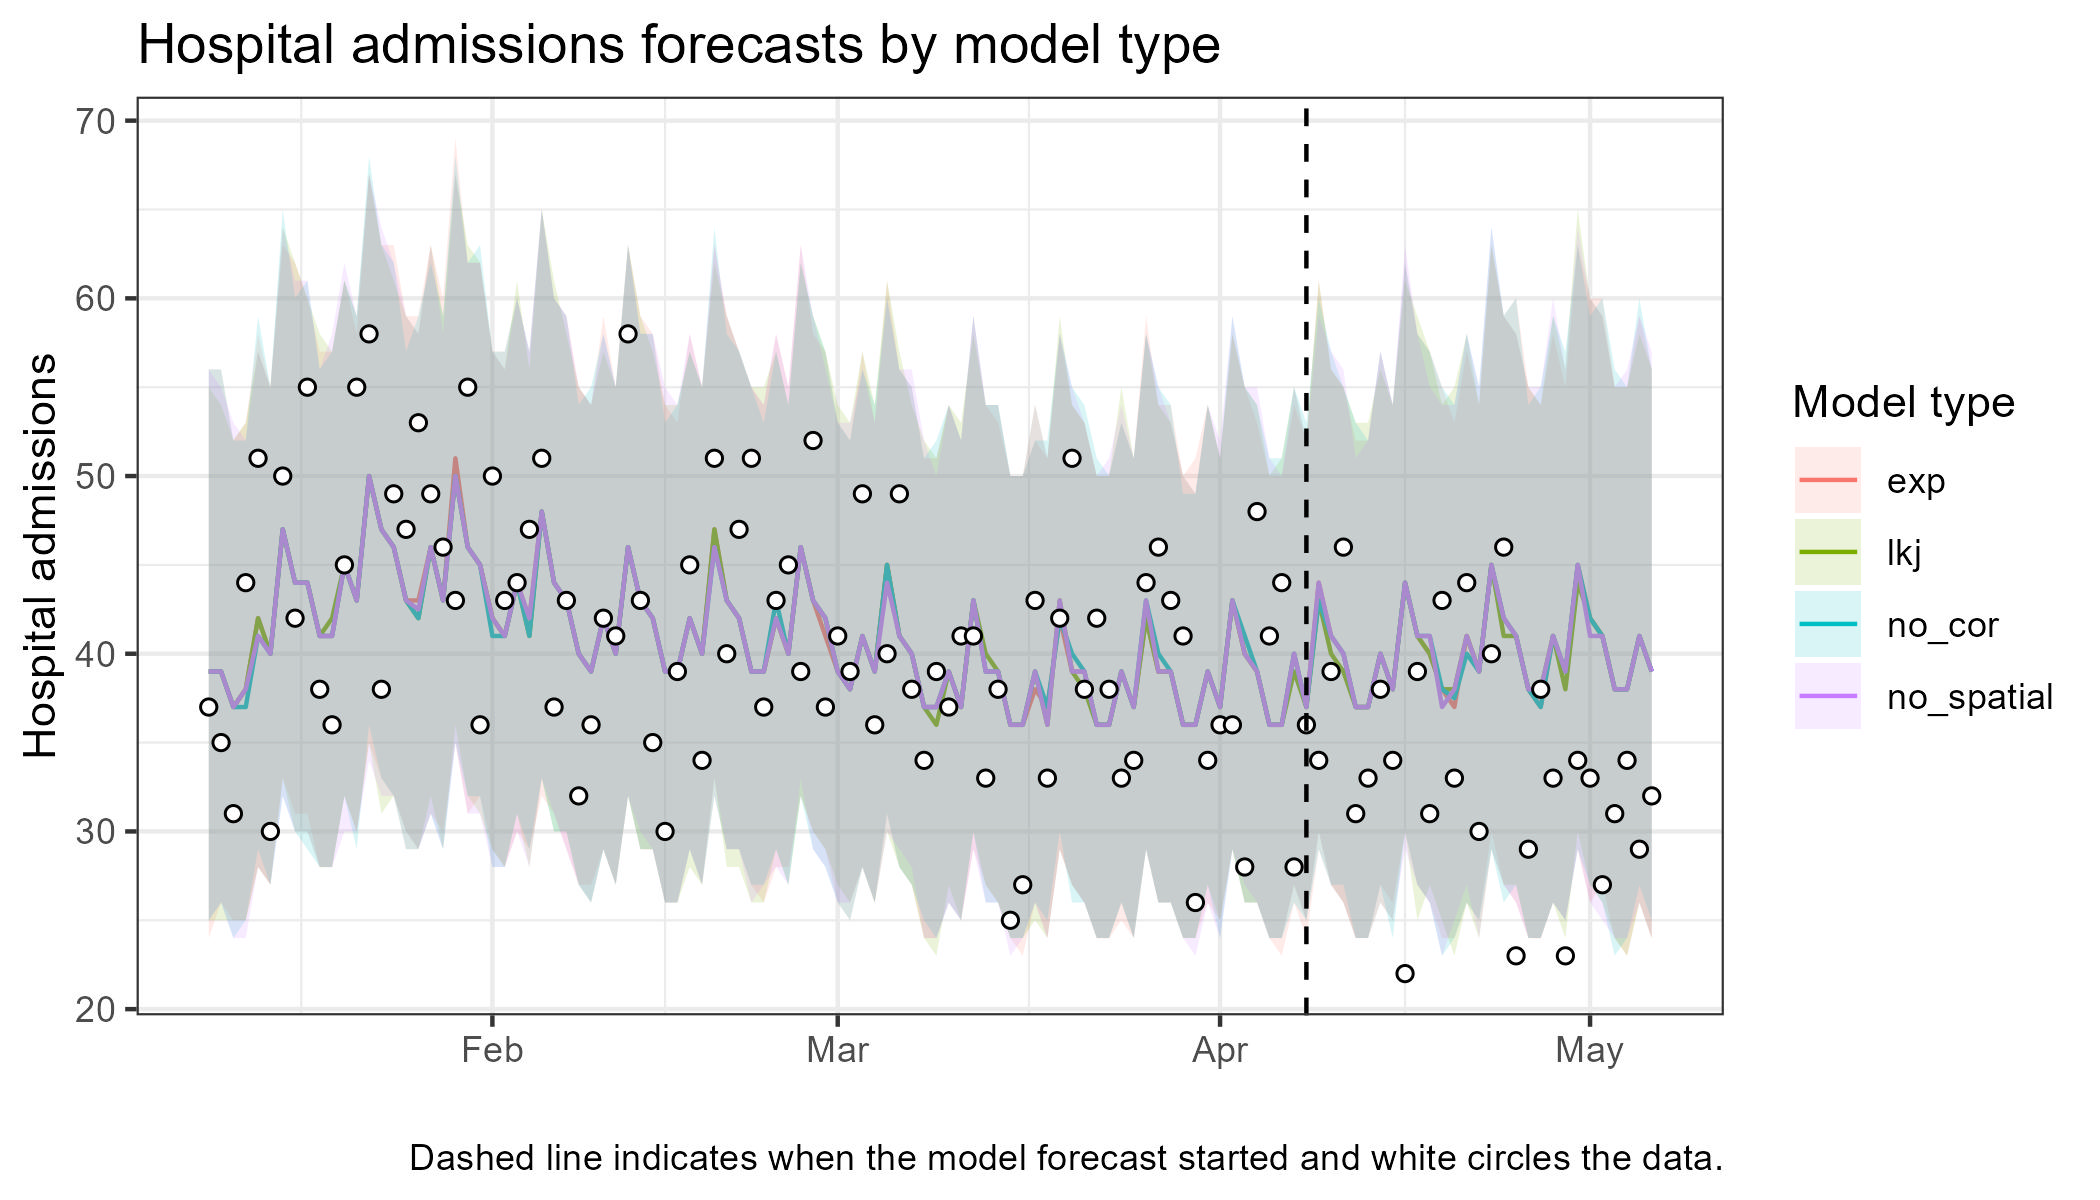 Hospital admissions forecasts by model type
Hospital admissions
70
60
50
40
30
20
Feb Mar Apr May
Model type
exp
lkj
no_cor
no_spatial
Dashed line indicates when the model forecast started and white circles the data.